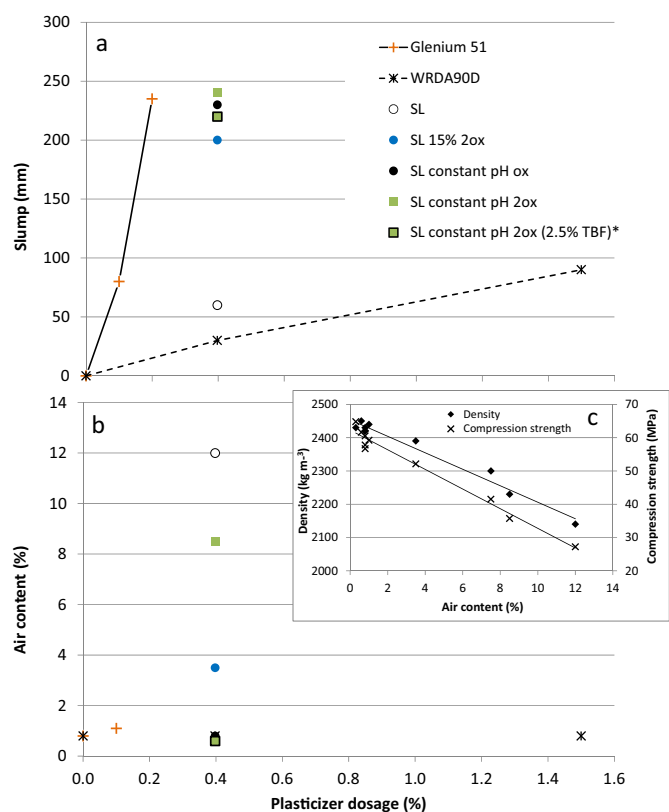 a
300
250
200
150
100
50
0
Slump (mm)
Glenium 51
WRDA90D
SL
SL 15% 2ox
SL constant pH ox
SL constant pH 2ox
SL constant pH 2ox (2.5% TBF)*
b
14
12
10
8
6
4
2
0
Air content (%)
0.0 0.2 0.4 0.6 0.8 1.0 1.2 1.4 1.6
Plasticizer dosage (%)
c
Density
Compression strength
2500
2400
2300
2200
2100
2000
Density (kg m⁻³)
70
60
50
40
30
20
Compression strength (MPa)
0 2 4 6 8 10 12 14
Air content (%)